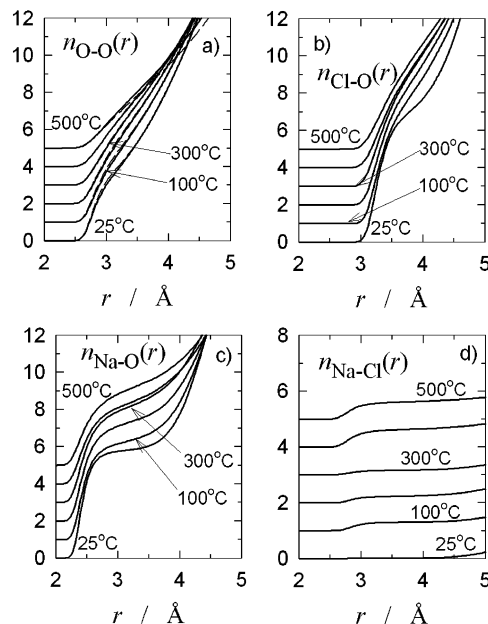 12
10
8
6
4
2
0
n_O-O(r)
a)
500°C
300°C
100°C
25°C
2 3 4 5
r / Å
12
10
8
6
4
2
0
b)
n_Cl-O(r)
500°C
300°C
100°C
25°C
2 3 4 5
r / Å
12
10
8
6
4
2
0
n_Na-O(r)
c)
500°C
300°C
100°C
25°C
2 3 4 5
r / Å
8
6
4
2
0
n_Na-Cl(r)
d)
500°C
300°C
100°C
25°C
2 3 4 5
r / Å